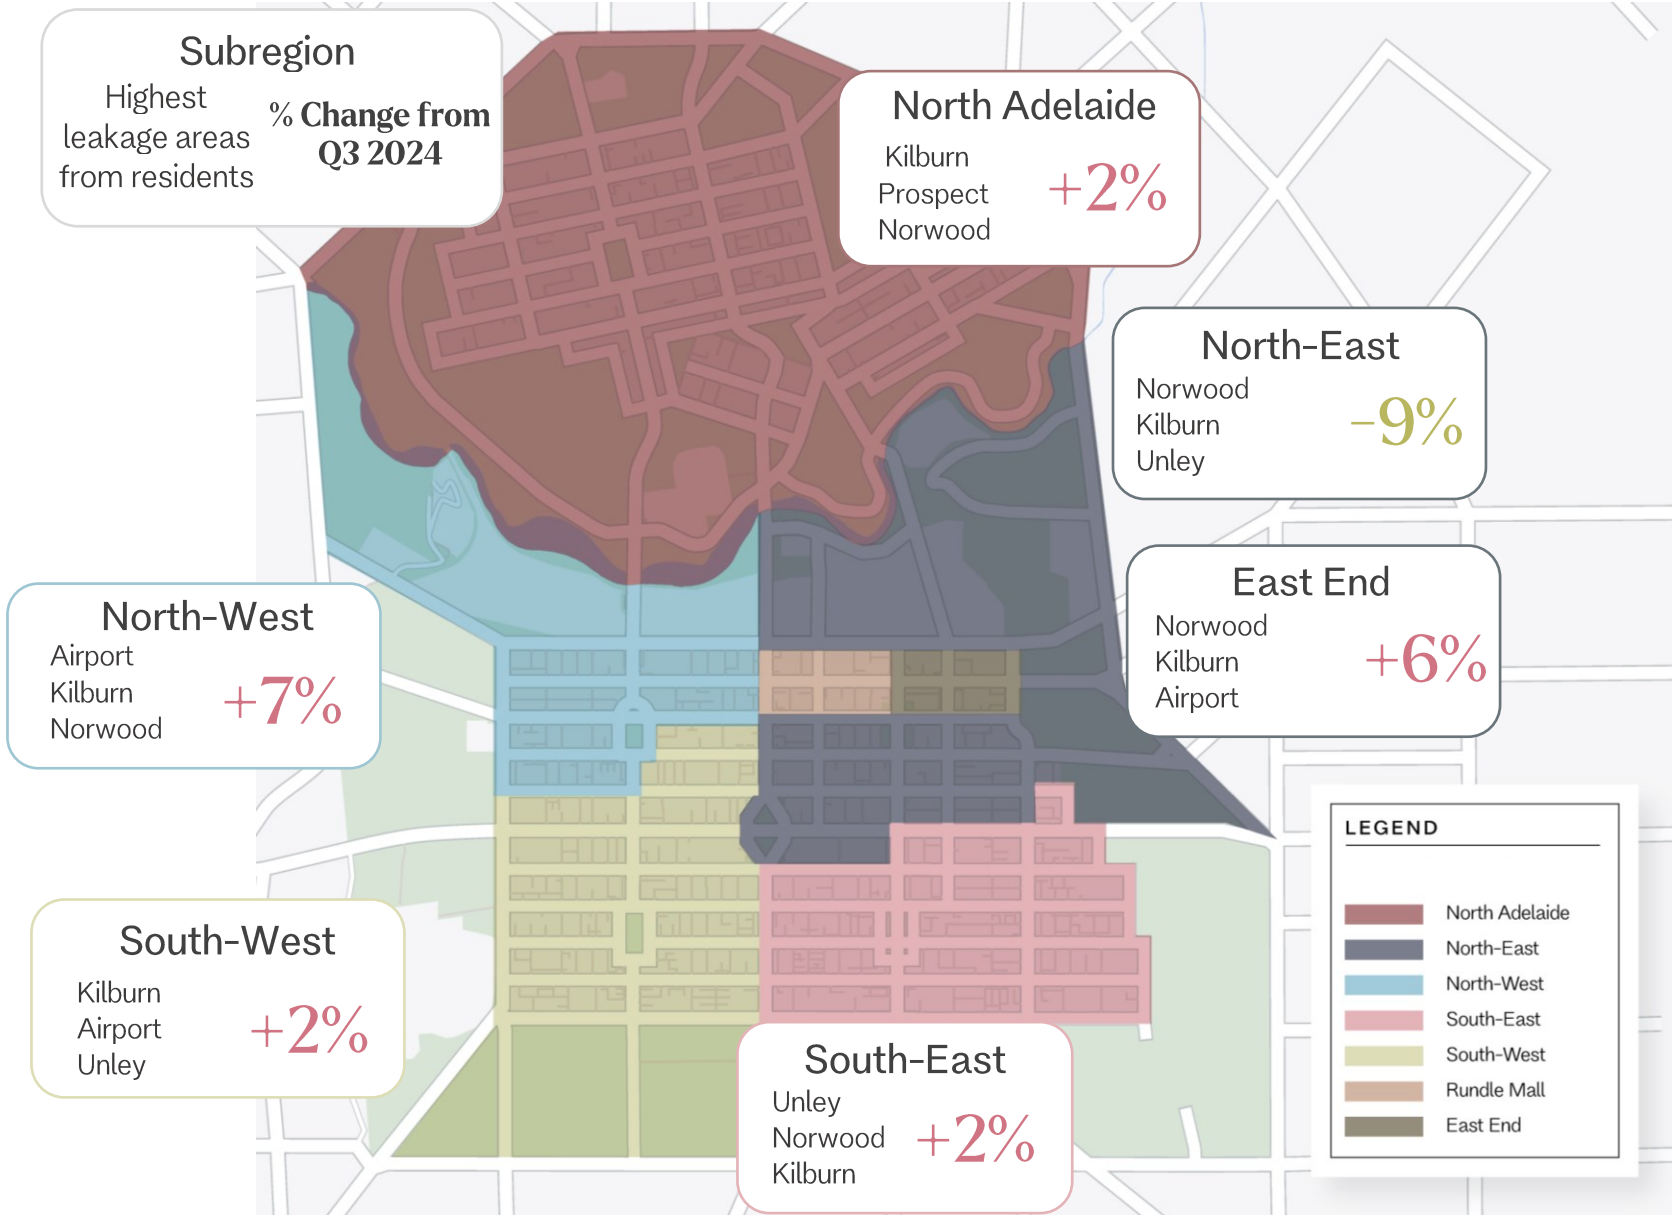 Subregion
Highest
leakage areas
from residents
% Change from
Q3 2024
North Adelaide
Kilburn
Prospect
Norwood
+2%
North-East
Norwood
Kilburn
Unley
-9%
East End
Norwood
Kilburn
Airport
+6%
North-West
Airport
Kilburn
Norwood
+7%
South-West
Kilburn
Airport
Unley
+2%
South-East
Unley
Norwood
Kilburn
+2%
LEGEND
North Adelaide
North-East
North-West
South-East
South-West
Rundle Mall
East End